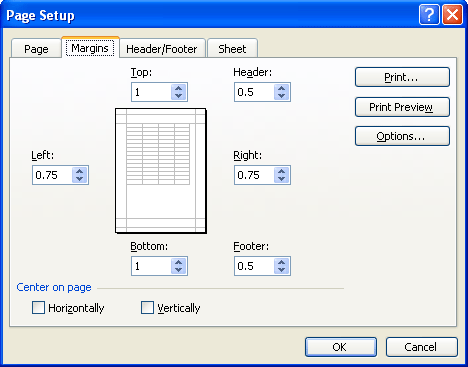 Page Setup
Page Margins Header/Footer Sheet
Top: Header: Print...
1 0.5
Print Preview
Options...
Left: Right:
0.75 0.75
Bottom: Footer:
1 0.5
Center on page
Horizontally Vertically
OK Cancel